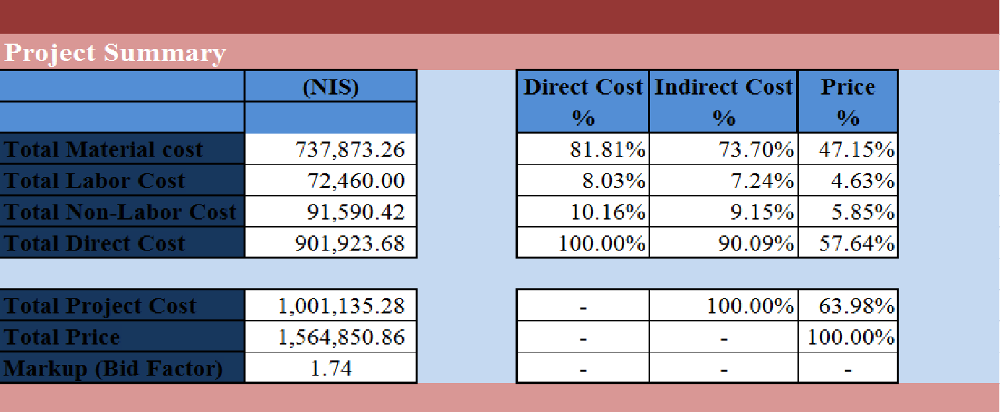 Project Summary
(NIS) Direct Cost Indirect Cost Price
% % %
Total Material cost 737,873.26 81.81% 73.70% 47.15%
Total Labor Cost 72,460.00 8.03% 7.24% 4.63%
Total Non-Labor Cost 91,590.42 10.16% 9.15% 5.85%
Total Direct Cost 901,923.68 100.00% 90.09% 57.64%
Total Project Cost 1,001,135.28 - 100.00% 63.98%
Total Price 1,564,850.86 - - 100.00%
Markup (Bid Factor) 1.74 - - -